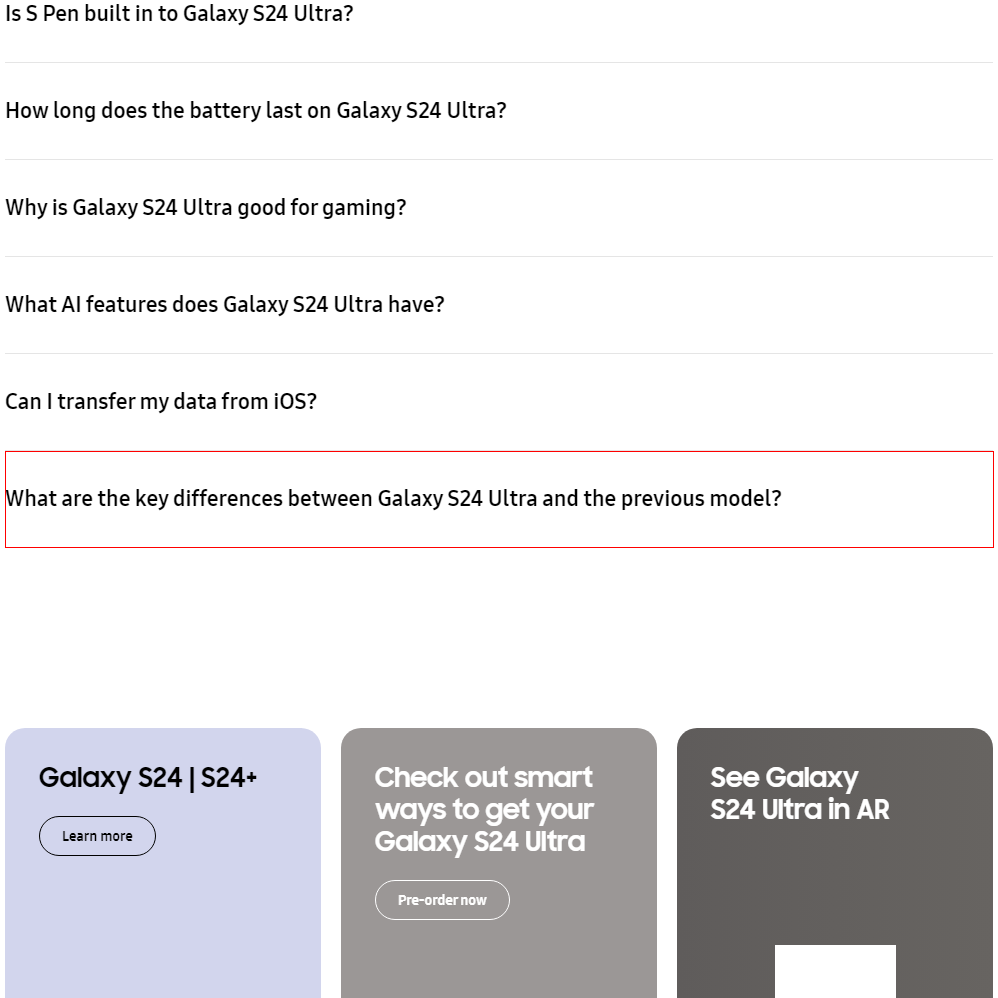 Is S Pen built in to Galaxy S24 Ultra?
How long does the battery last on Galaxy S24 Ultra?
Why is Galaxy S24 Ultra good for gaming?
What AI features does Galaxy S24 Ultra have?
Can I transfer my data from iOS?
What are the key differences between Galaxy S24 Ultra and the previous model?
Galaxy S24 | S24+
Learn more
Check out smart
ways to get your
Galaxy S24 Ultra
Pre-order now
See Galaxy
S24 Ultra in AR